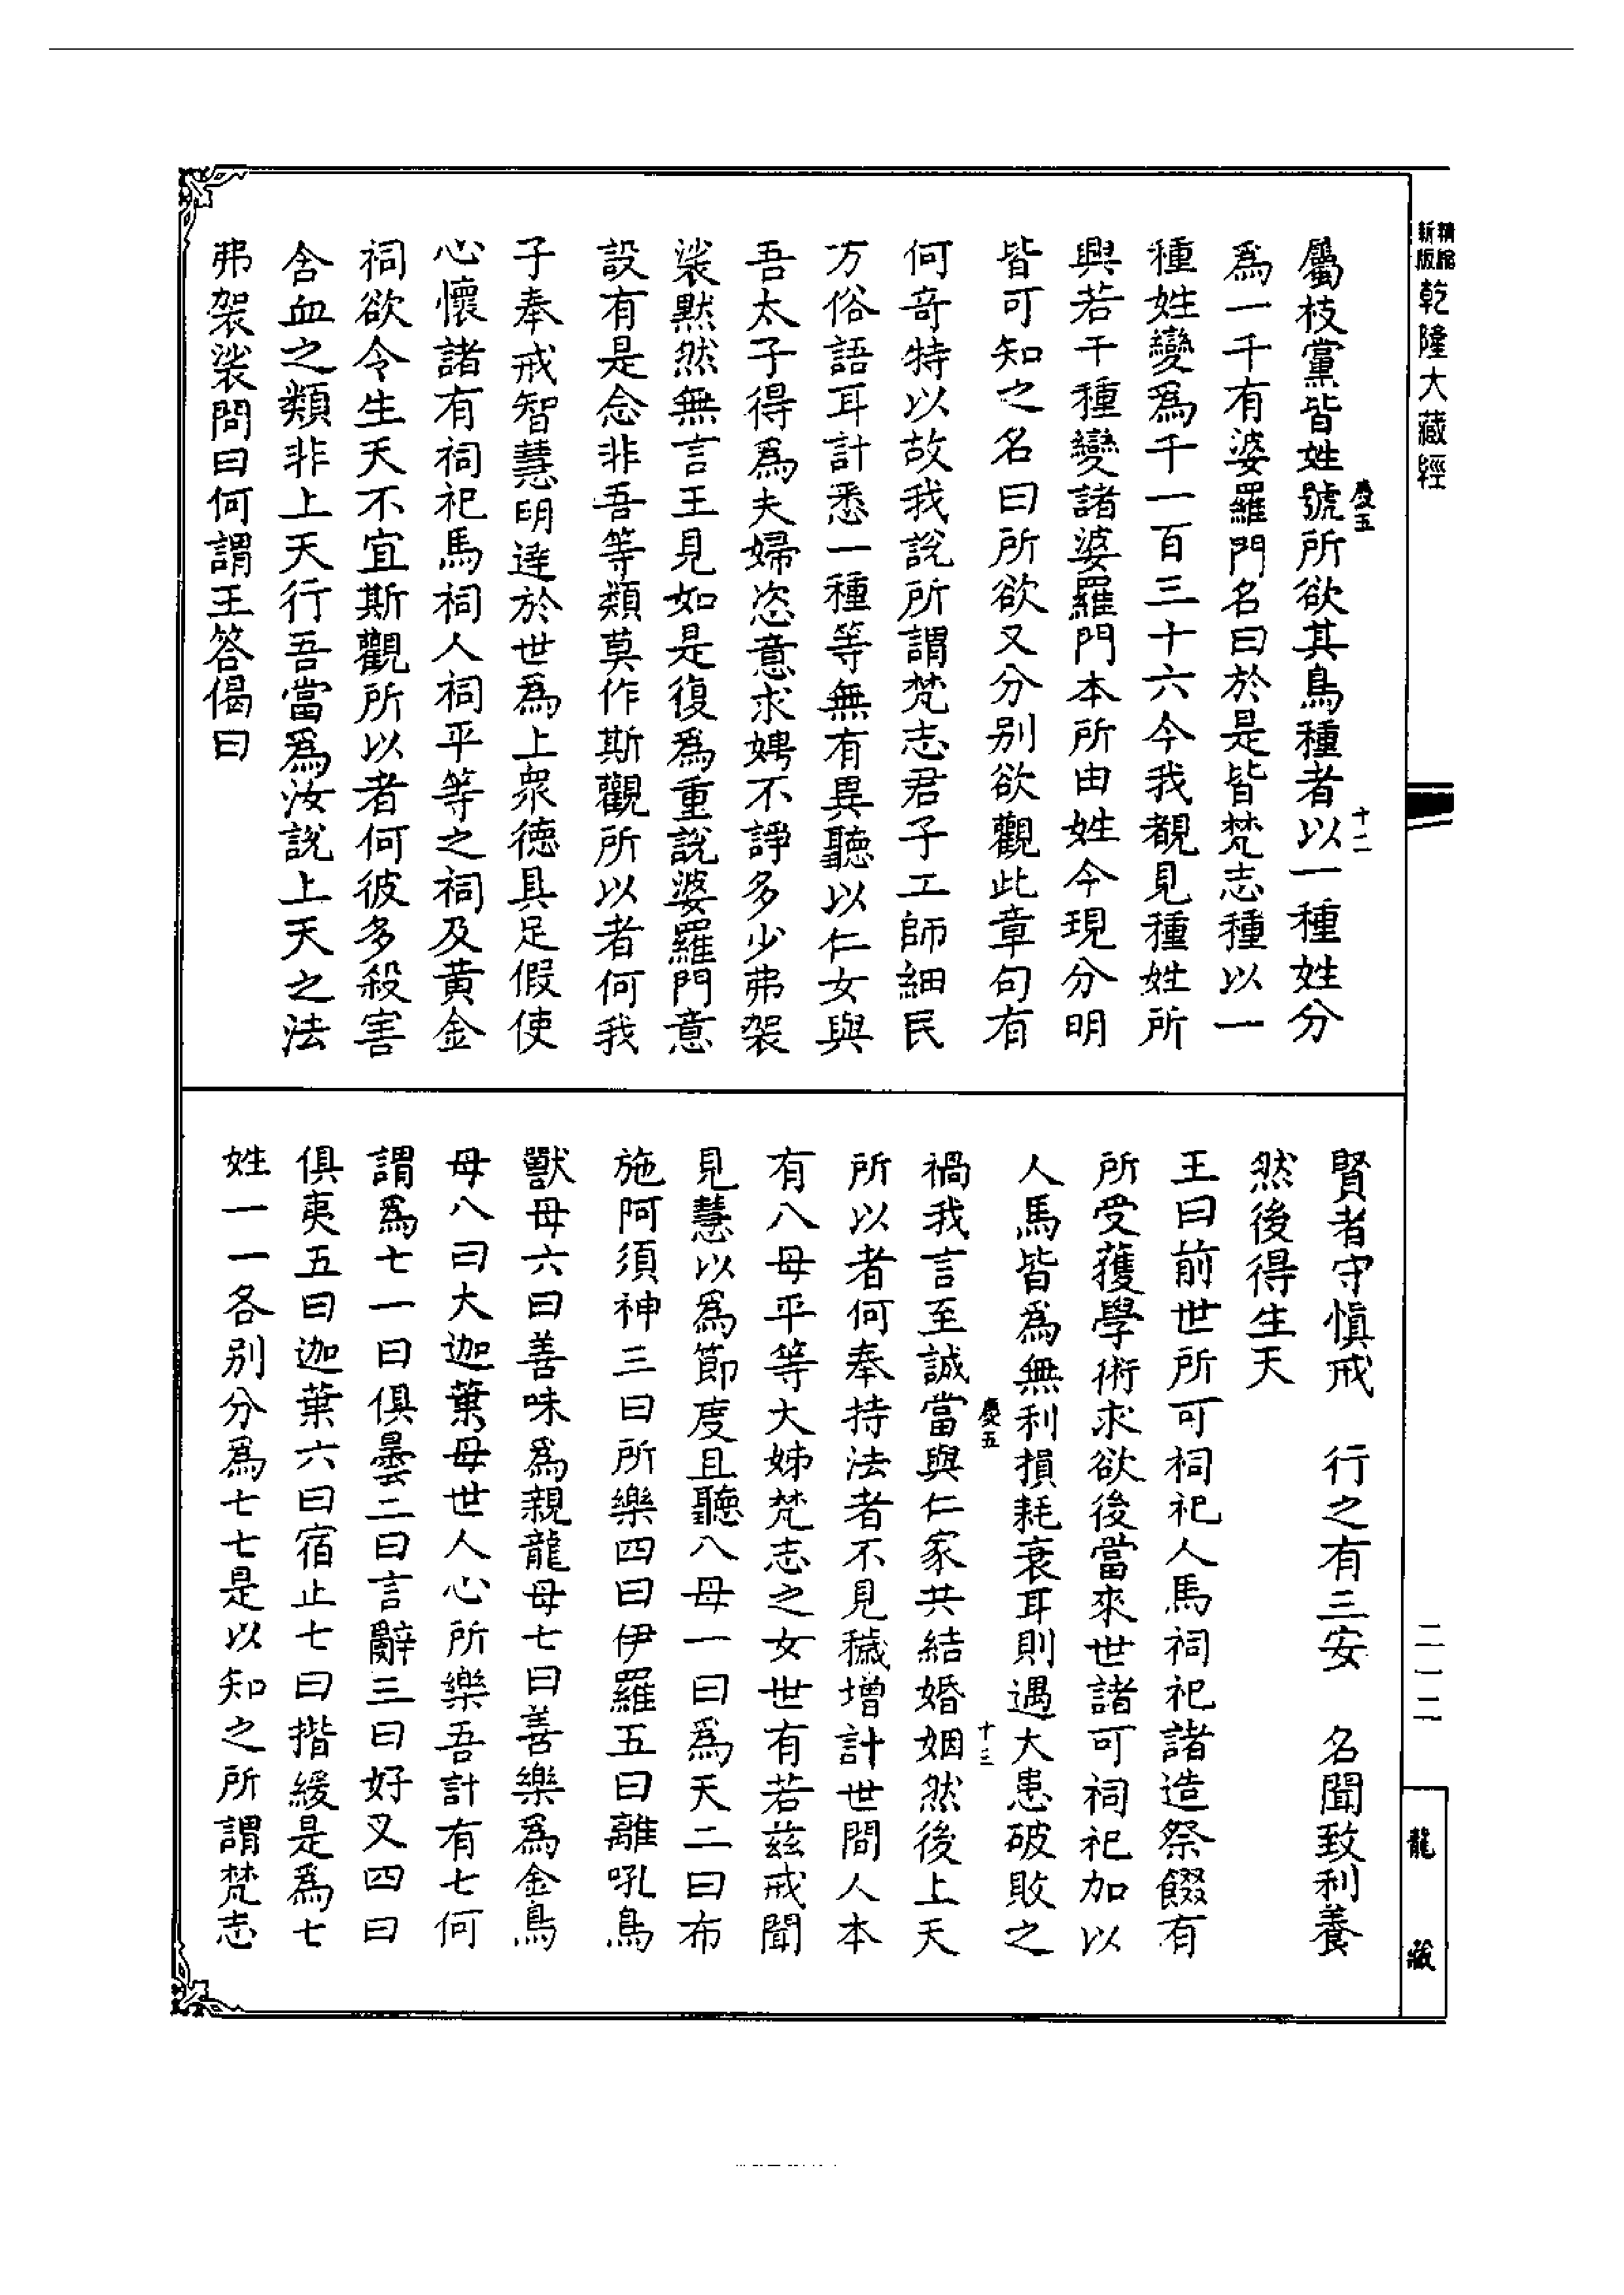 精縮
新版
乾隆大藏經
慶五
十二
屬枝黨皆姓號所欲其鳥種者以一種姓分
爲一千有婆羅門名曰於是皆梵志種以一
種姓變爲千一百三十六今我覩見種姓所
興若干種變諸婆羅門本所由姓今現分明
皆可知之名曰所欲又分別欲觀此章句有
何奇特以故我說所謂梵志君子工師細民
方俗語耳計悉一種等無有異聽以仁女與
吾太子得爲夫婦恣意求娉不諍多少弗袈
裟默然無言王見如是復爲重說婆羅門意
設有是念非吾等類莫作斯觀所以者何我
子奉戒智慧明達於世爲上衆德具足假使
心懷諸有祠祀馬祠人祠平等之祠及黃金
祠欲令生天不宜斯觀所以者何彼多殺害
含血之類非上天行吾當爲汝說上天之法
弗袈裟問曰何謂王答偈曰
賢者守愼戒　行之有三安　名聞致利養
然後得生天
王曰前世所可祠祀人馬祠祀諸造祭餟有
所受獲學術求欲後當來世諸可祠祀加以
人馬皆爲無利損耗衰耳則遇大患破敗之
慶五
十三
禍我言至誠當與仁家共結婚姻然後上天
所以者何奉持法者不見穢增計世間人本
有八母平等大姊梵志之女世有若茲戒聞
見慧以爲節度且聽八母一曰爲天二曰布
施阿須神三曰所樂四曰伊羅五曰離吼鳥
獸母六曰善味爲親龍母七曰善樂爲金鳥
母八曰大迦葉母世人心所樂吾計有七何
謂爲七一曰俱曇二曰言辭三曰好又四曰
俱夷五曰迦葉六曰宿止七曰揩緩是爲七
姓一一各別分爲七七是以知之所謂梵志
二一二
龍藏